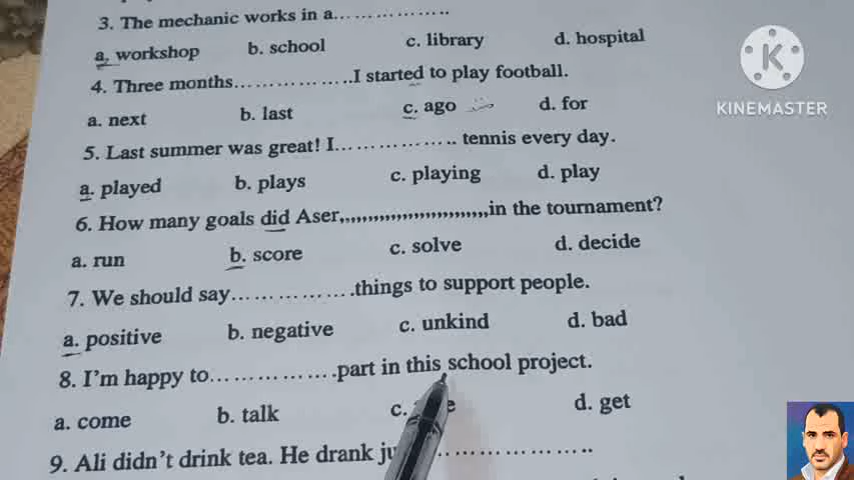 3. The mechanic works in a.................
a. workshop b. school c. library d. hospital
4. Three months..................I started to play football.
a. next b. last c. ago d. for
5. Last summer was great! I................. tennis every day.
a. played b. plays c. playing d. play
6. How many goals did Aser,,,,,,,,,,,,,,,,,,,,,,,,,,in the tournament?
a. run b. score c. solve d. decide
7. We should say..................things to support people.
a. positive b. negative c. unkind d. bad
8. I'm happy to..................part in this school project.
a. come b. talk c. d. get
9. Ali didn't drink tea. He drank ....................
KINEMASTER